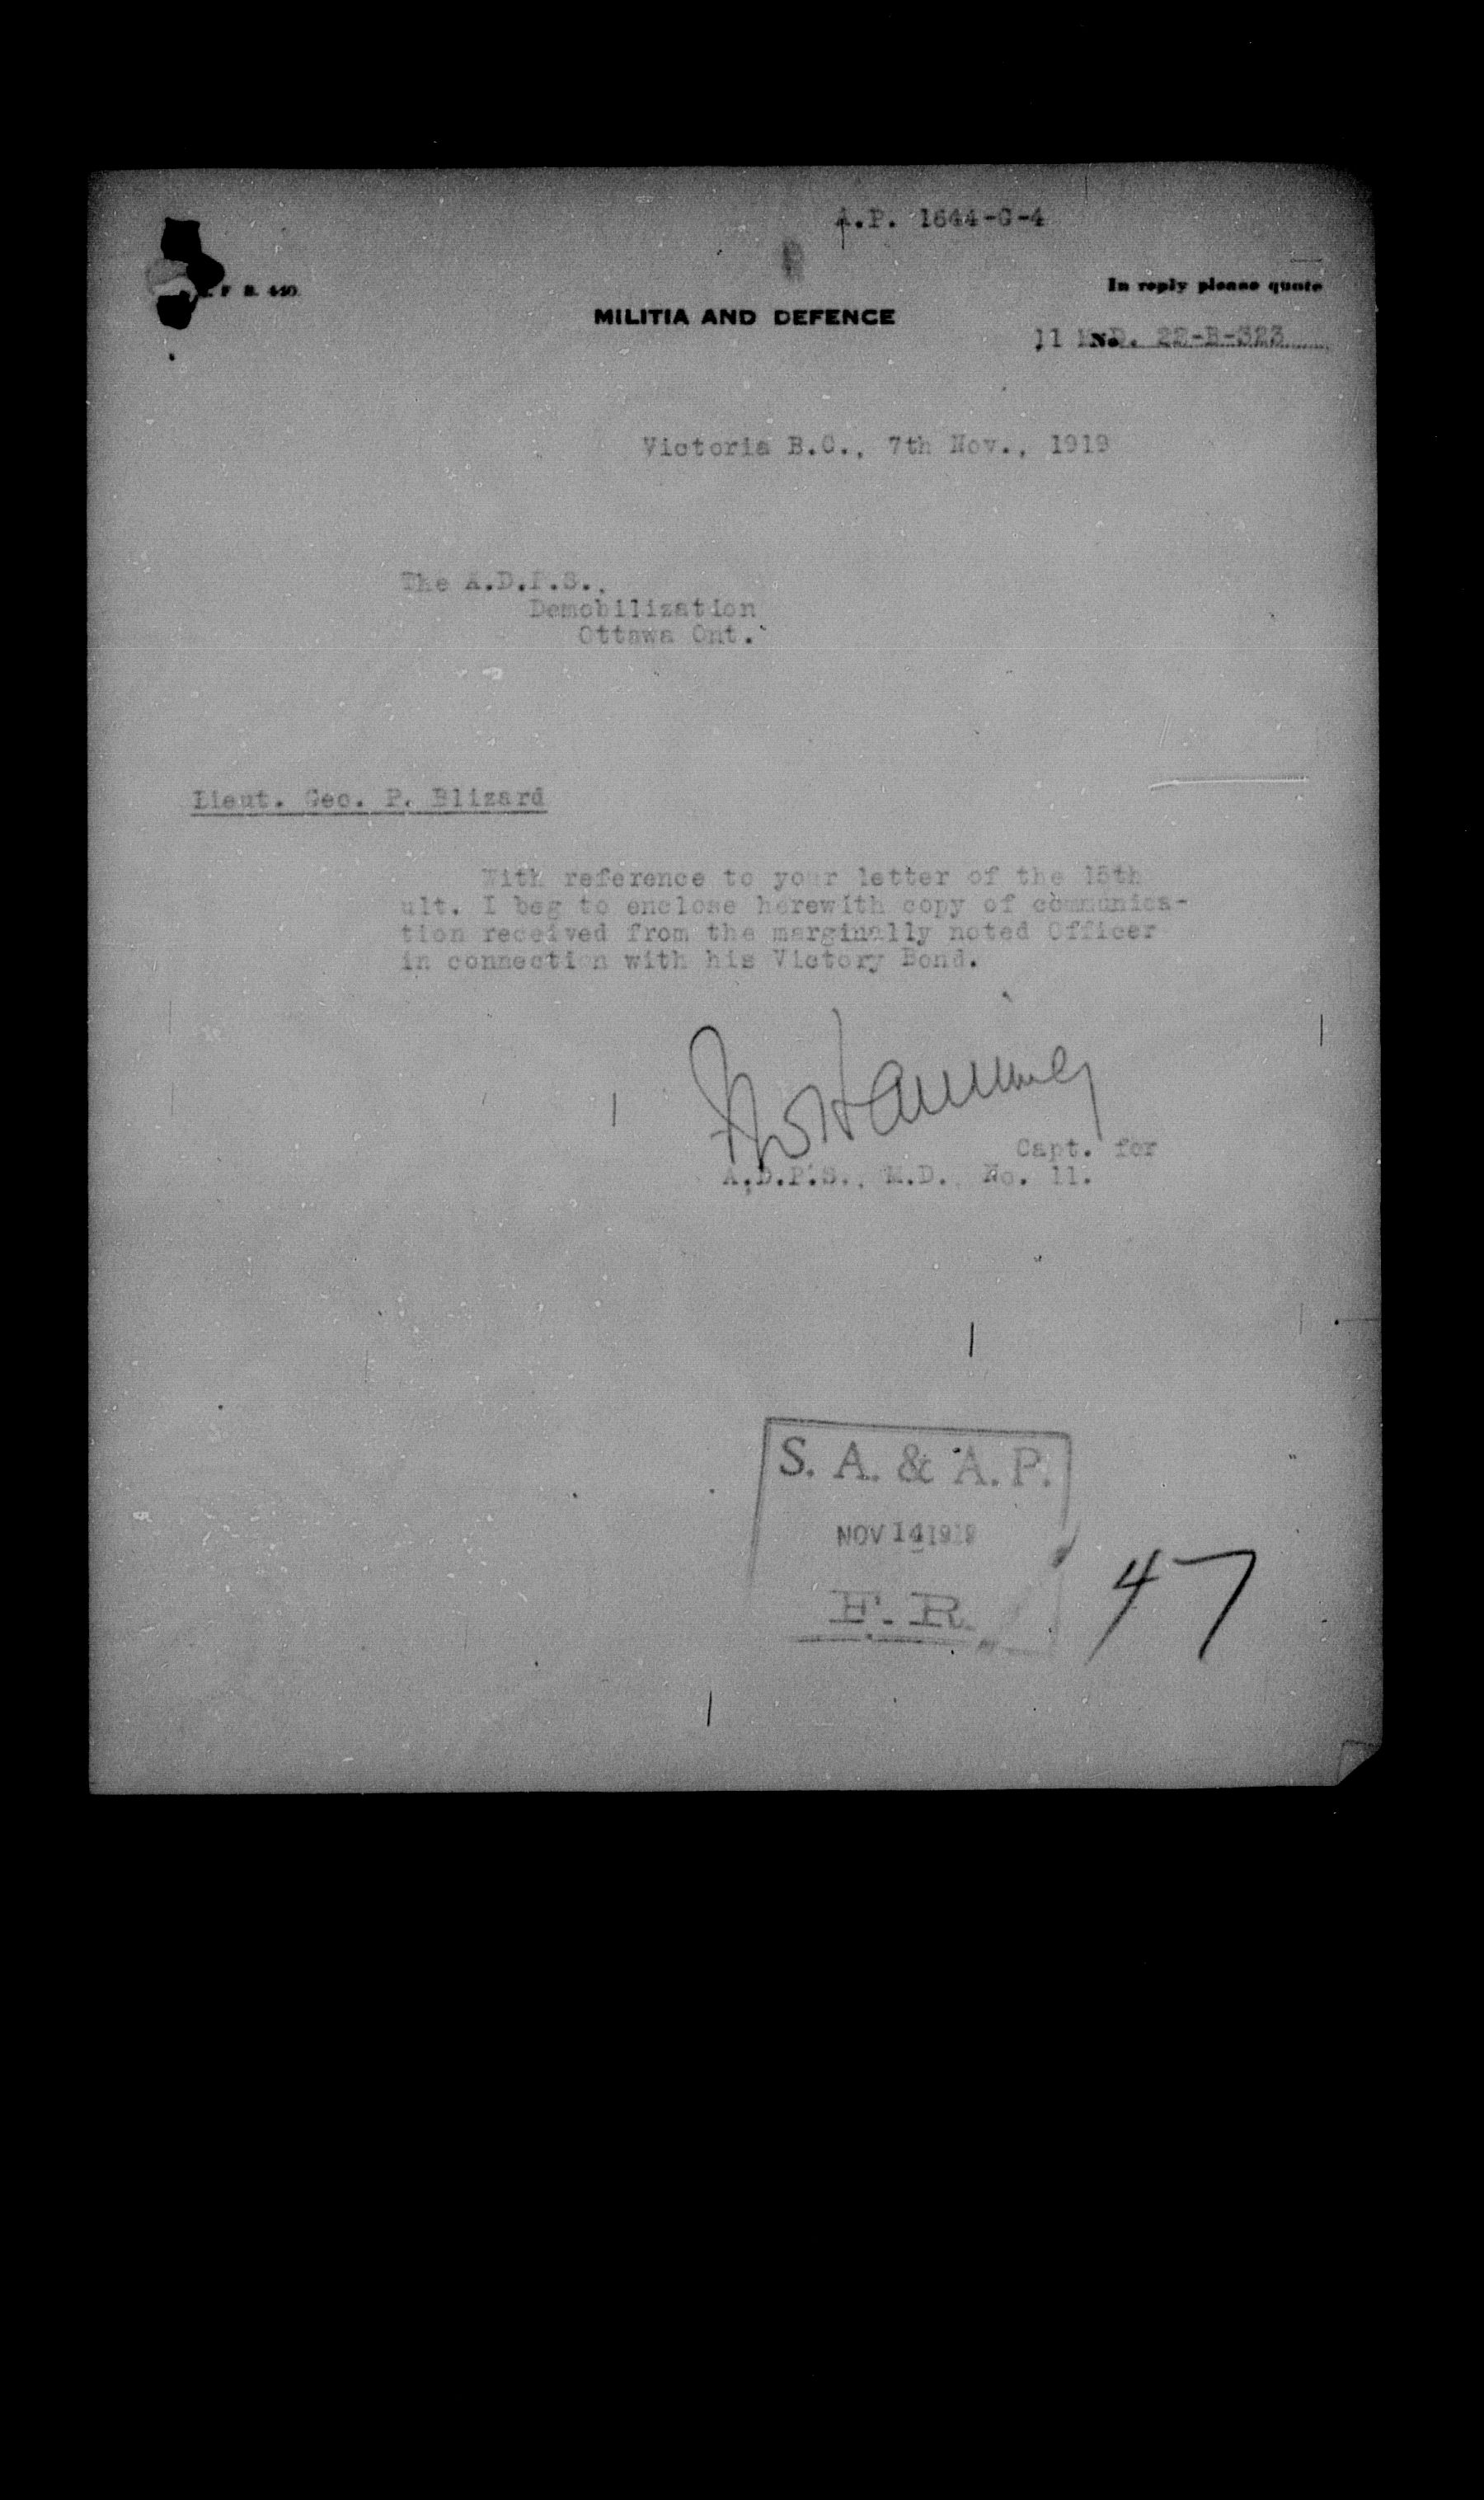 A.P. 1644-G-4
F B. 440.
In reply please quote
MILITIA AND DEFENCE
11 M.D. 22-B-323
No.
Victoria B.C., 7th Nov., 1919
The A.D.P.S.,
Demobilization
Ottawa Ont.
Lieut. Geo. P. Blizard
With reference to your letter of the 15th
ult. I beg to enclose herewith copy of communica-
tion received from the marginally noted Officer
in connection with his Victory Bond.
Capt. for
A.D.P.S., M.D., No. 11.
S. A. & A. P.
NOV 14 1919
F. R.
47